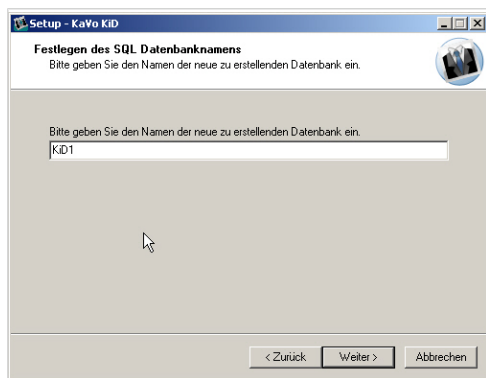 Setup - KaVo KiD
Festlegen des SQL Datenbanknamens
Bitte geben Sie den Namen der neue zu erstellenden Datenbank ein.
Bitte geben Sie den Namen der neue zu erstellenden Datenbank ein.
KiD1
< Zurück
Weiter >
Abbrechen